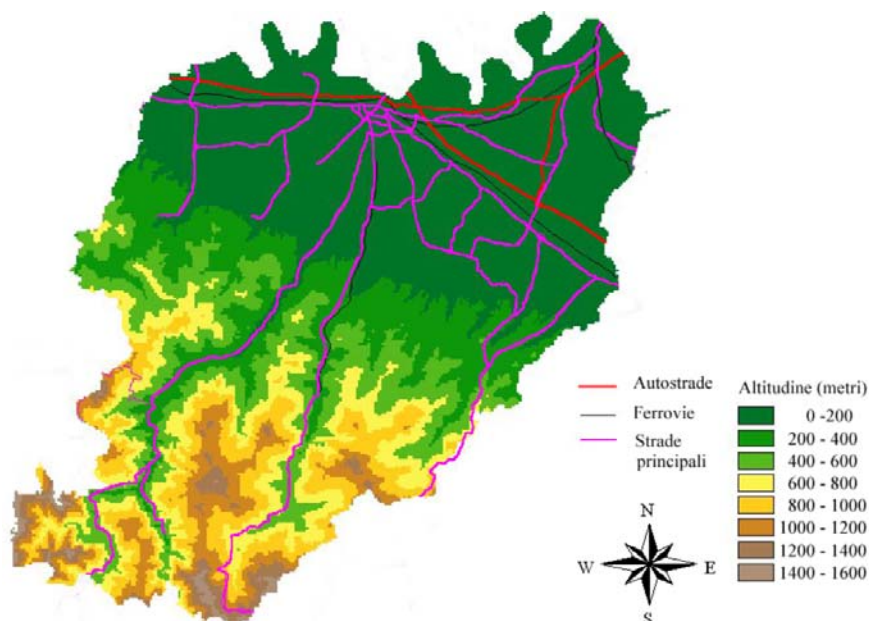 Autostrade
Ferrovie
Strade
principali
Altitudine (metri)
0 -200
200 - 400
400 - 600
600 - 800
800 - 1000
1000 - 1200
1200 - 1400
1400 - 1600
N
W E
S